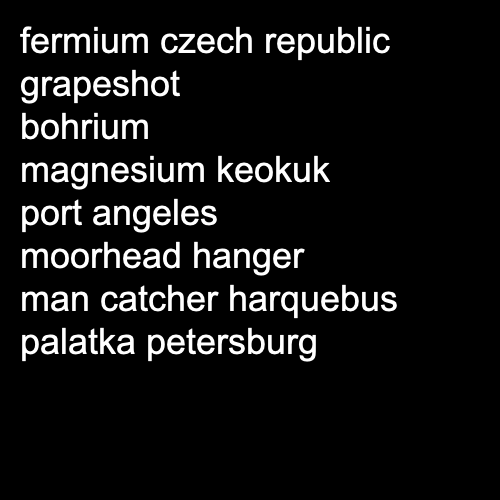 fermium czech republic
grapeshot
bohrium
magnesium keokuk
port angeles
moorhead hanger
man catcher harquebus
palatka petersburg